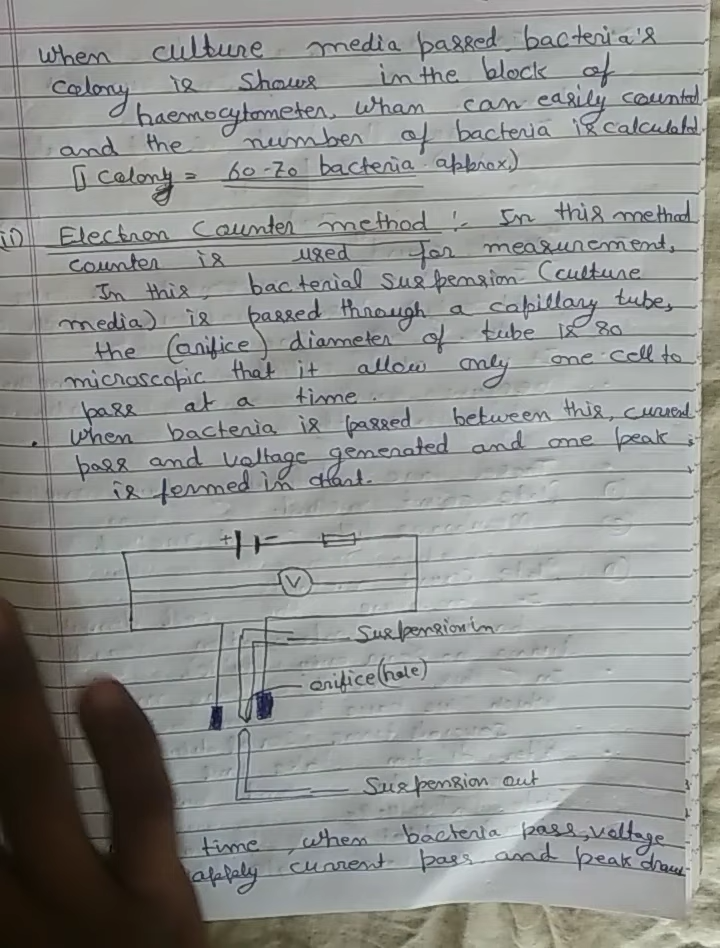 when culture media passed bacteria's
colony is shows in the block of
haemocytometer, whan can easily counted
and the number of bacteria is calculated
[1 colony = 60-70 bacteria approx)
ii) Electron Counter method :- In this method
counter is used for measurement,
In this, bacterial suspension (culture
media) is passed through a capillary tube,
the (orifice) diameter of tube is so
microscopic that it allow only one cell to
pass at a time.
. When bacteria is passed between this, current
pass and voltage generated and one peak
is formed in chart.
+ -
V
Suspension in
orifice (hole)
Suspension out
time when bacteria pass, voltage
apply current pass and peak draw